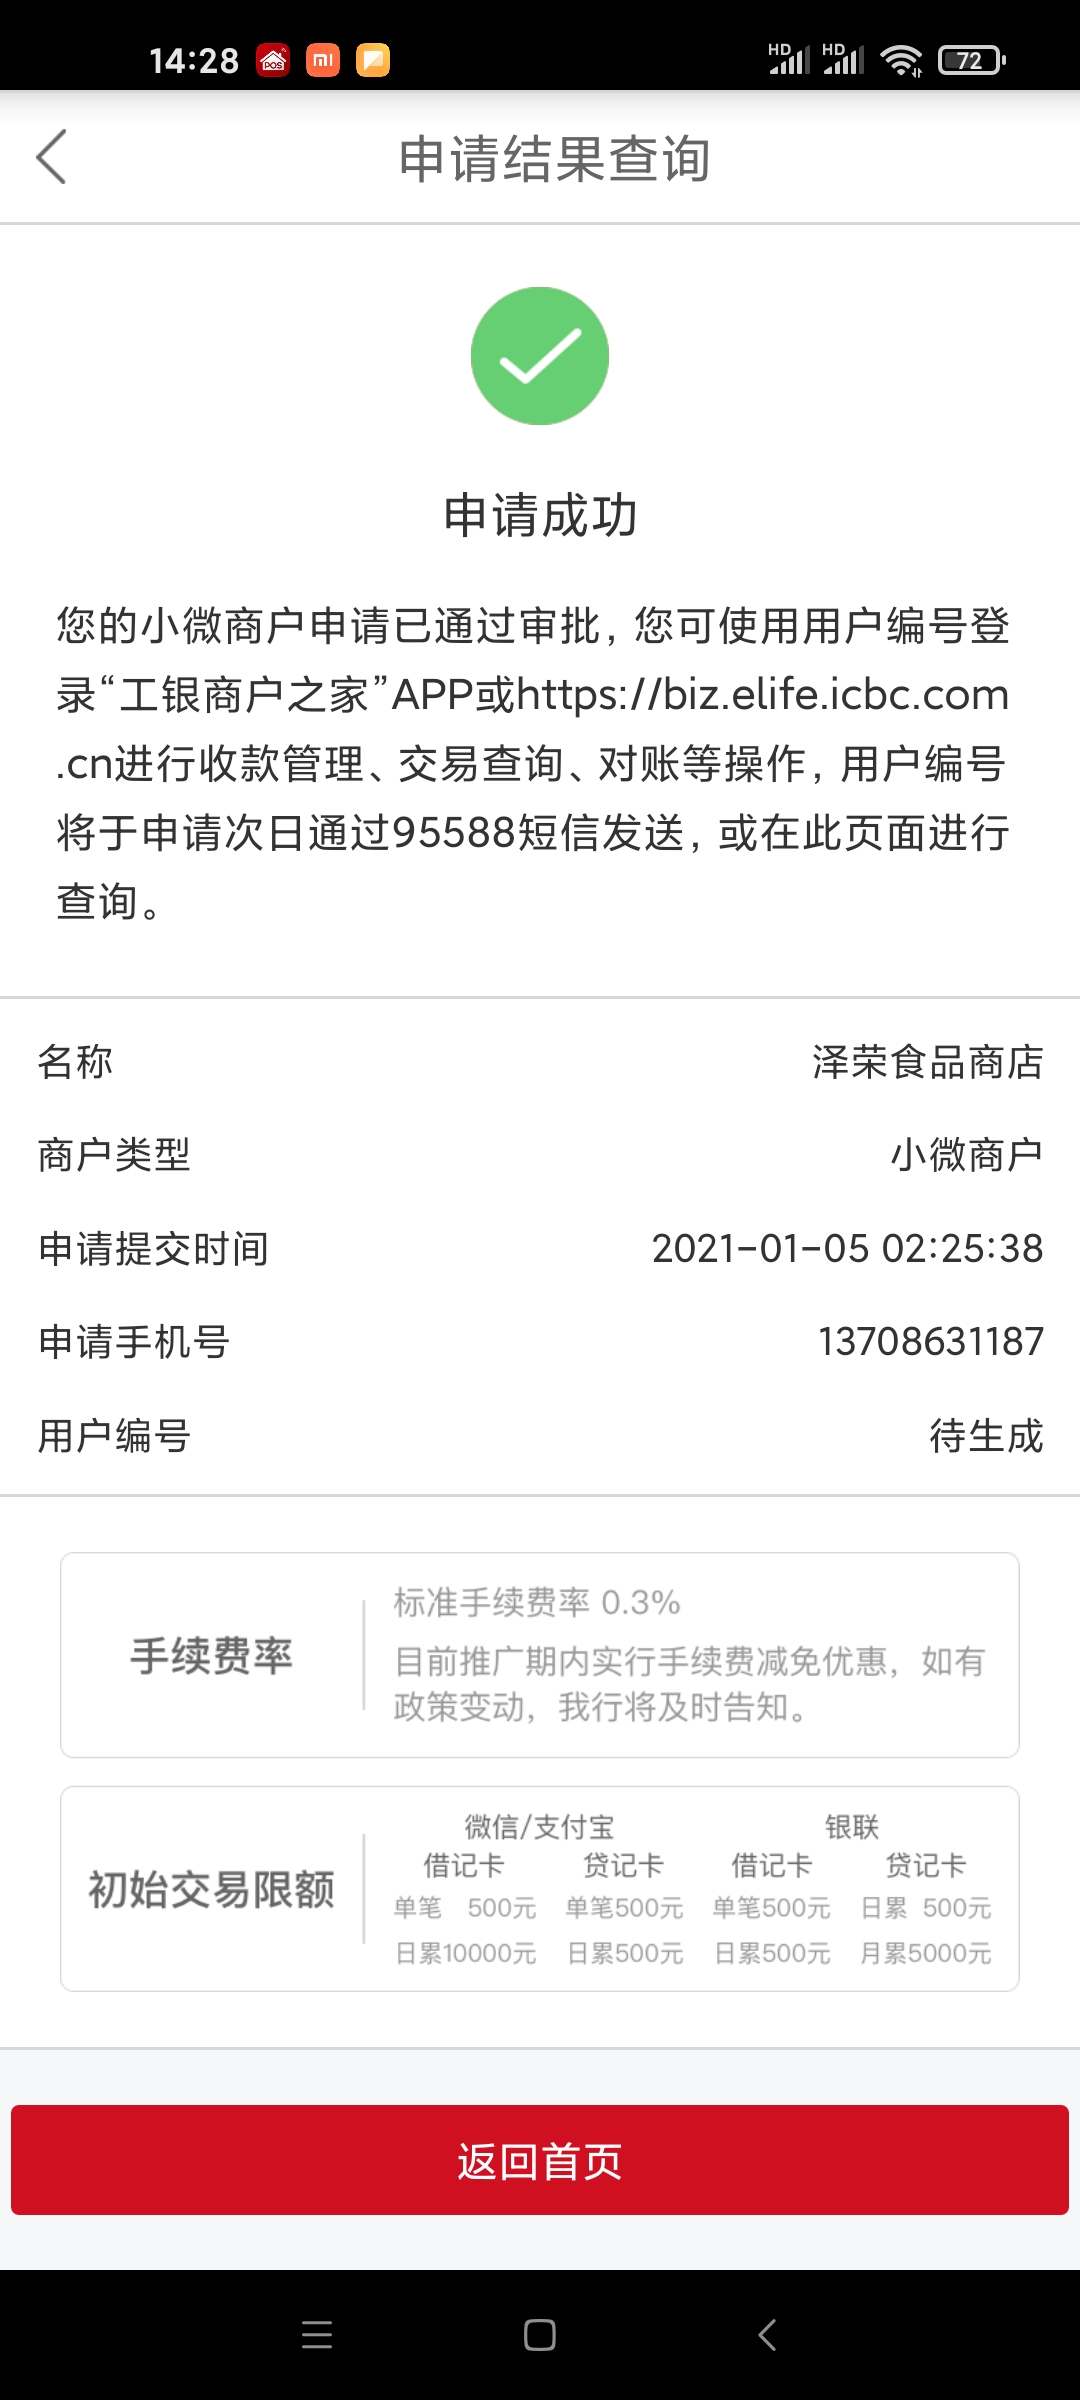 14:28
POS
HD HD 72
申请结果查询
申请成功
您的小微商户申请已通过审批，您可使用用户编号登
录“工银商户之家”APP或https://biz.elife.icbc.com
.cn进行收款管理、交易查询、对账等操作，用户编号
将于申请次日通过95588短信发送，或在此页面进行
查询。
名称 泽荣食品商店
商户类型 小微商户
申请提交时间 2021-01-05 02:25:38
申请手机号 13708631187
用户编号 待生成
手续费率
标准手续费率 0.3%
目前推广期内实行手续费减免优惠，如有
政策变动，我行将及时告知。
初始交易限额
微信/支付宝 银联
借记卡 贷记卡 借记卡 贷记卡
单笔 500元 单笔500元 单笔500元 日累 500元
日累10000元 日累500元 日累500元 月累5000元
返回首页